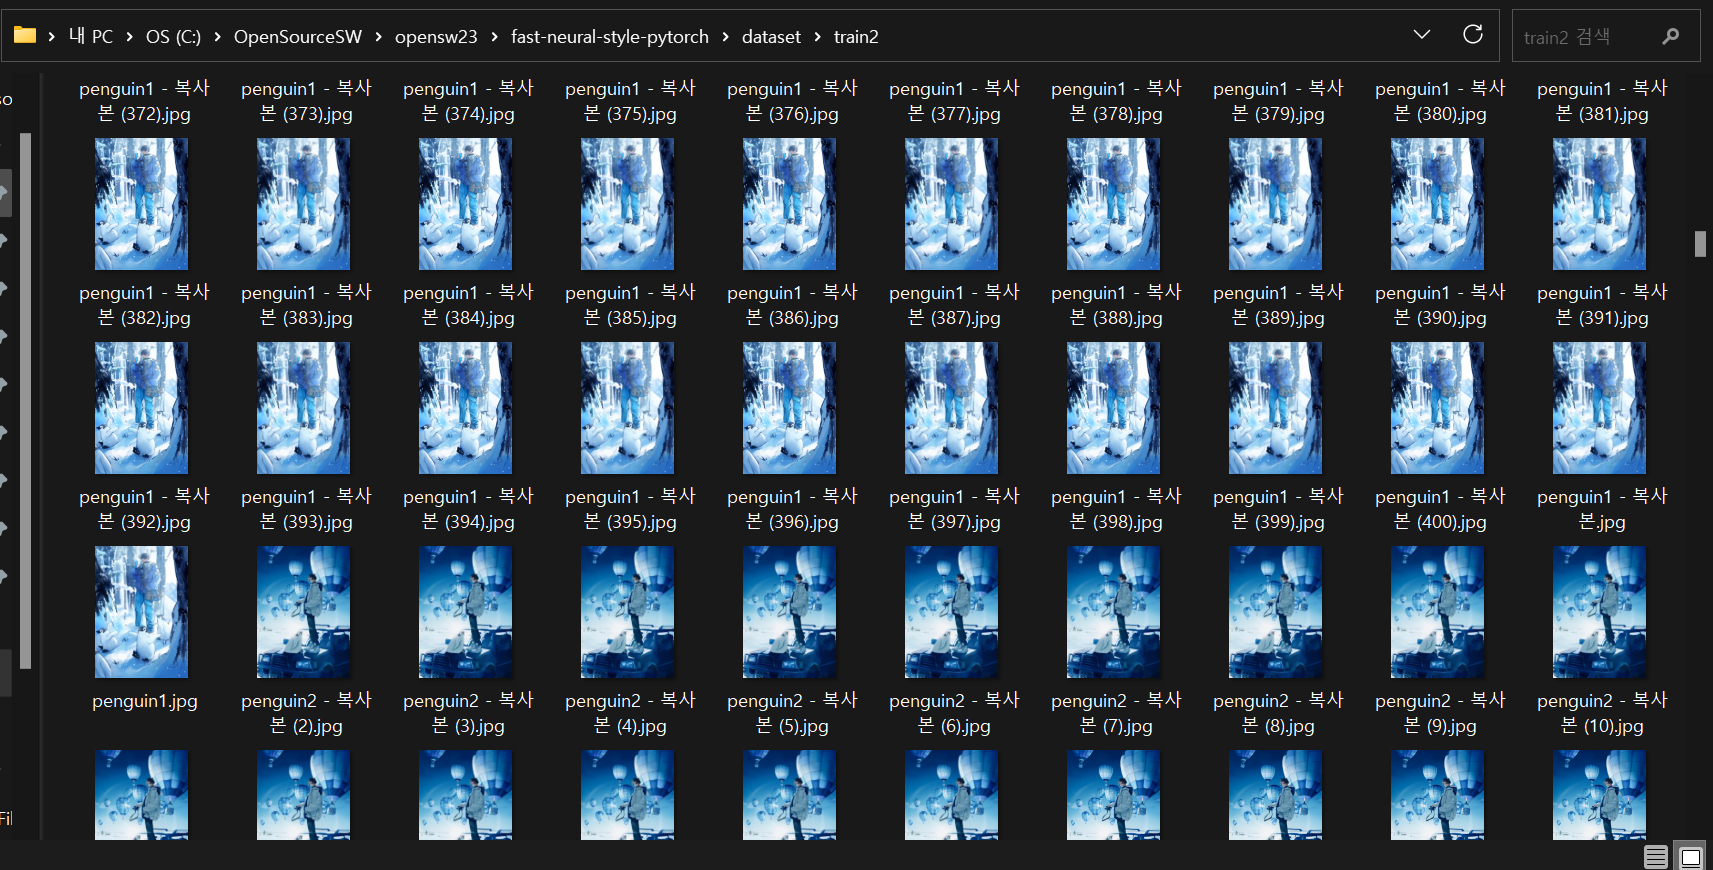 내 PC > OS (C:) > OpenSourceSW > opensw23 > fast-neural-style-pytorch > dataset > train2
train2 검색
so
penguin1 - 복사본 (372).jpg
penguin1 - 복사본 (373).jpg
penguin1 - 복사본 (374).jpg
penguin1 - 복사본 (375).jpg
penguin1 - 복사본 (376).jpg
penguin1 - 복사본 (377).jpg
penguin1 - 복사본 (378).jpg
penguin1 - 복사본 (379).jpg
penguin1 - 복사본 (380).jpg
penguin1 - 복사본 (381).jpg
penguin1 - 복사본 (382).jpg
penguin1 - 복사본 (383).jpg
penguin1 - 복사본 (384).jpg
penguin1 - 복사본 (385).jpg
penguin1 - 복사본 (386).jpg
penguin1 - 복사본 (387).jpg
penguin1 - 복사본 (388).jpg
penguin1 - 복사본 (389).jpg
penguin1 - 복사본 (390).jpg
penguin1 - 복사본 (391).jpg
penguin1 - 복사본 (392).jpg
penguin1 - 복사본 (393).jpg
penguin1 - 복사본 (394).jpg
penguin1 - 복사본 (395).jpg
penguin1 - 복사본 (396).jpg
penguin1 - 복사본 (397).jpg
penguin1 - 복사본 (398).jpg
penguin1 - 복사본 (399).jpg
penguin1 - 복사본 (400).jpg
penguin1 - 복사본.jpg
penguin1.jpg
penguin2 - 복사본 (2).jpg
penguin2 - 복사본 (3).jpg
penguin2 - 복사본 (4).jpg
penguin2 - 복사본 (5).jpg
penguin2 - 복사본 (6).jpg
penguin2 - 복사본 (7).jpg
penguin2 - 복사본 (8).jpg
penguin2 - 복사본 (9).jpg
penguin2 - 복사본 (10).jpg
Fil